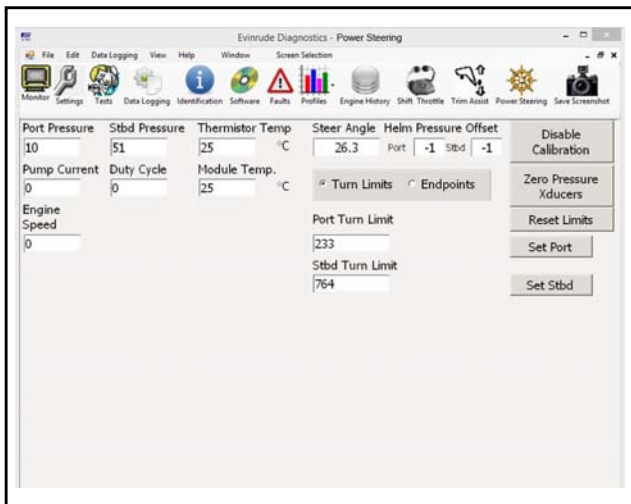 Evinrude Diagnostics - Power Steering
File Edit Data Logging View Help Window Screen Selection
Monitor Settings Tests Data Logging Identification Software Faults Profiles Engine History Shift Throttle Trim Assist Power Steering Save Screenshot
Port Pressure Stbd Pressure Thermistor Temp Steer Angle Helm Pressure Offset
10 51 25 °C 26.3 Port -1 Stbd -1
Disable
Calibration
Pump Current Duty Cycle Module Temp.
0 0 25 °C
Turn Limits Endpoints
Zero Pressure
Xducers
Engine
Speed
0
Port Turn Limit
233
Reset Limits
Set Port
Stbd Turn Limit
764
Set Stbd